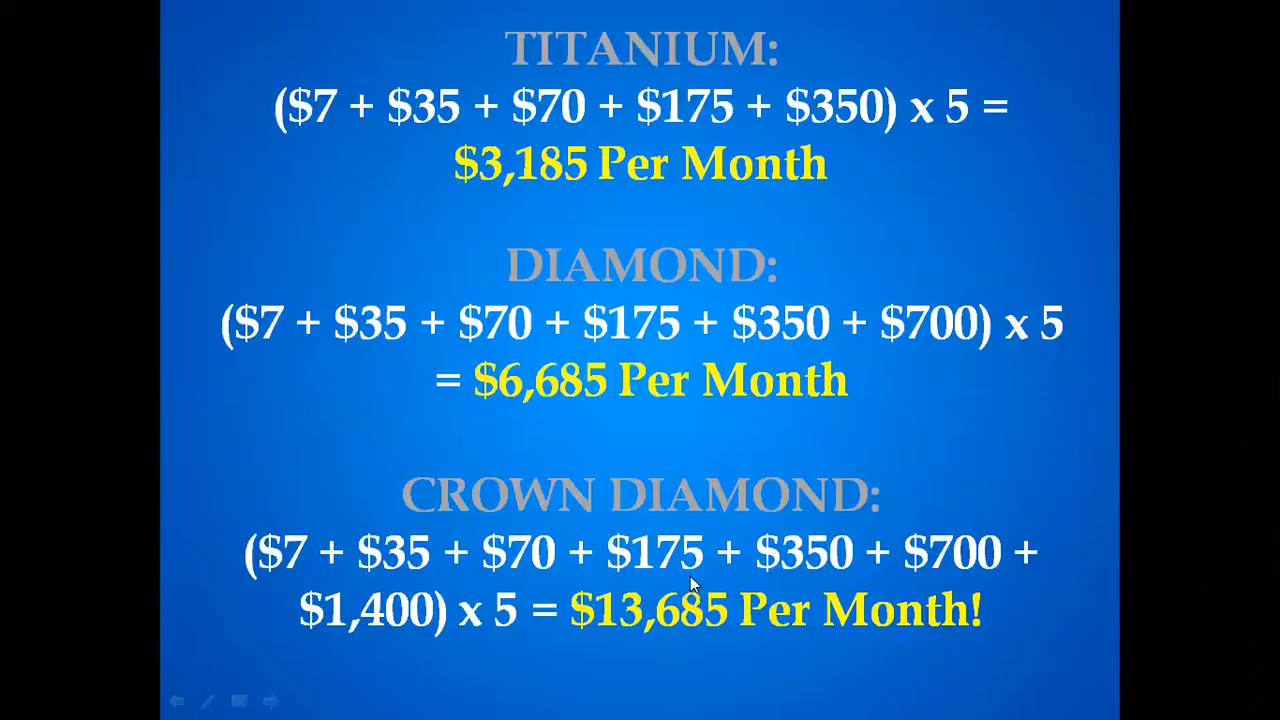 TITANIUM:
($7 + $35 + $70 + $175 + $350) x 5 =
$3,185 Per Month
DIAMOND:
($7 + $35 + $70 + $175 + $350 + $700) x 5
= $6,685 Per Month
CROWN DIAMOND:
($7 + $35 + $70 + $175 + $350 + $700 +
$1,400) x 5 = $13,685 Per Month!